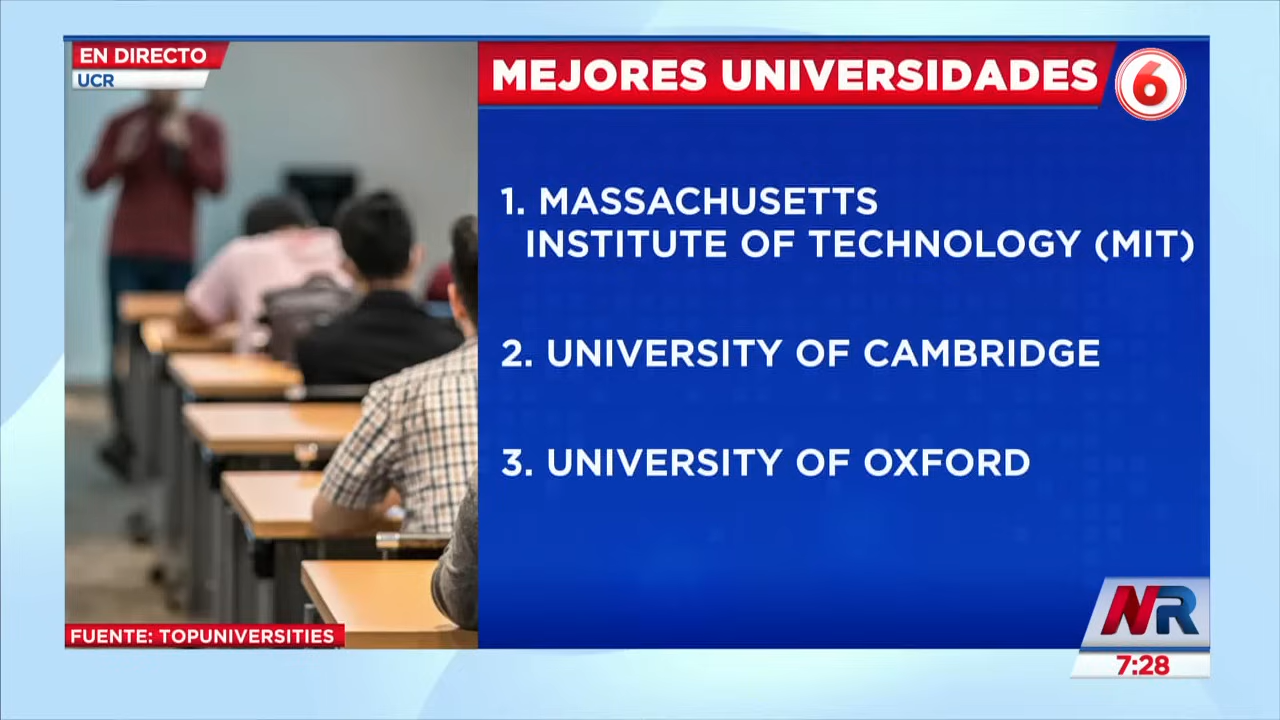 EN DIRECTO
UCR
MEJORES UNIVERSIDADES
6
1. MASSACHUSETTS
INSTITUTE OF TECHNOLOGY (MIT)
2. UNIVERSITY OF CAMBRIDGE
3. UNIVERSITY OF OXFORD
FUENTE: TOPUNIVERSITIES
NR
7:28